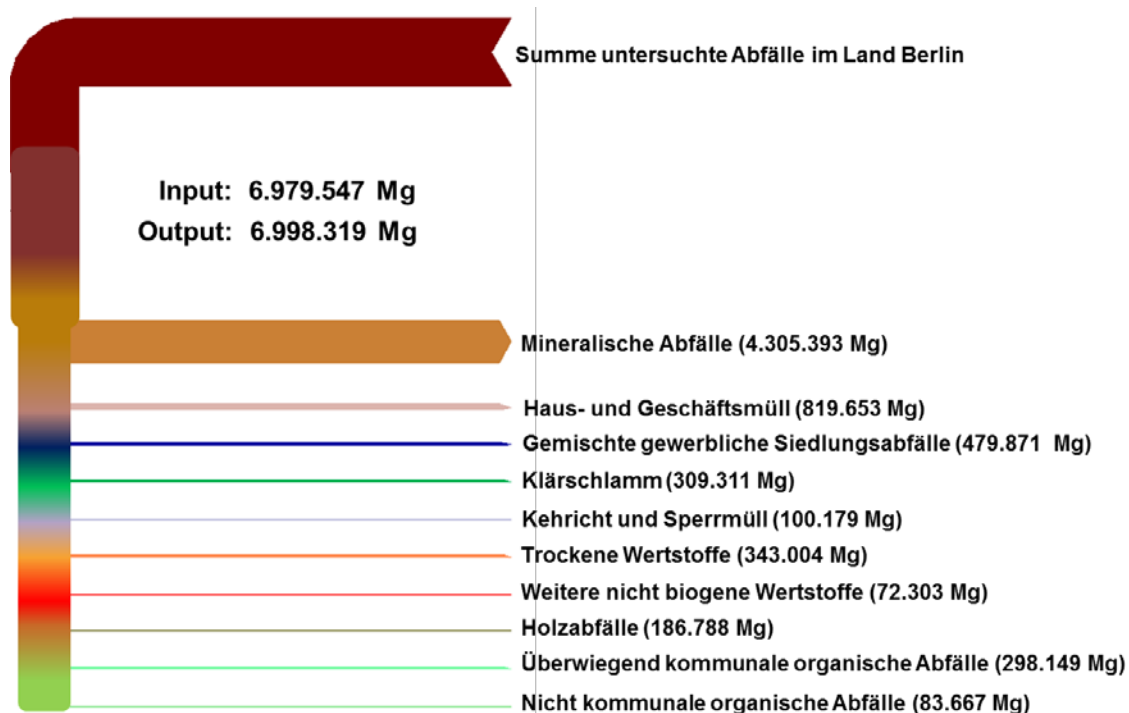 Summe untersuchte Abfälle im Land Berlin
Input: 6.979.547 Mg
Output: 6.998.319 Mg
Mineralische Abfälle (4.305.393 Mg)
Haus- und Geschäftsmüll (819.653 Mg)
Gemischte gewerbliche Siedlungsabfälle (479.871 Mg)
Klärschlamm (309.311 Mg)
Kehricht und Sperrmüll (100.179 Mg)
Trockene Wertstoffe (343.004 Mg)
Weitere nicht biogene Wertstoffe (72.303 Mg)
Holzabfälle (186.788 Mg)
Überwiegend kommunale organische Abfälle (298.149 Mg)
Nicht kommunale organische Abfälle (83.667 Mg)